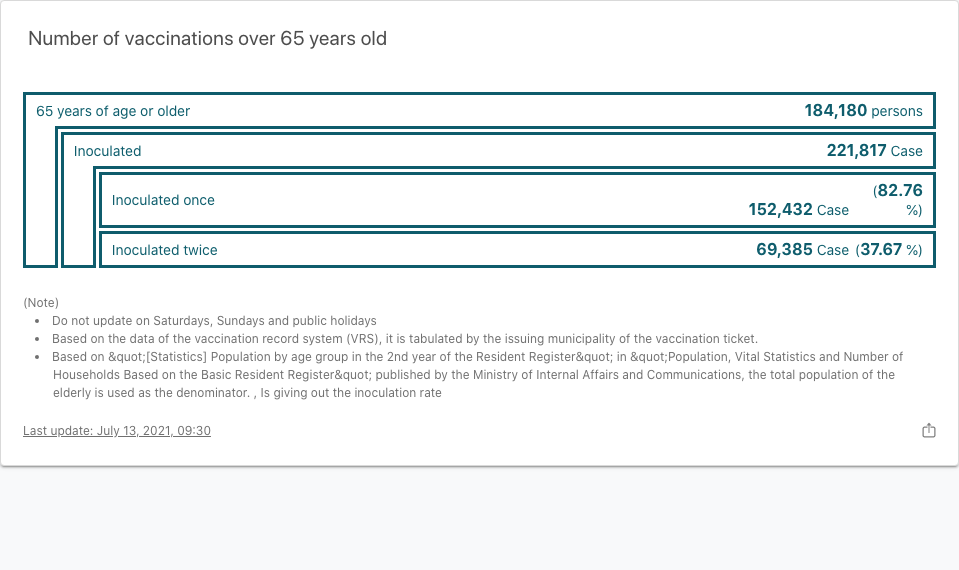 Number of vaccinations over 65 years old
65 years of age or older 184,180 persons
Inoculated 221,817 Case
Inoculated once 152,432 Case (82.76 %)
Inoculated twice 69,385 Case (37.67 %)
(Note)
• Do not update on Saturdays, Sundays and public holidays
• Based on the data of the vaccination record system (VRS), it is tabulated by the issuing municipality of the vaccination ticket.
• Based on &quot;[Statistics] Population by age group in the 2nd year of the Resident Register&quot; in &quot;Population, Vital Statistics and Number of
Households Based on the Basic Resident Register&quot; published by the Ministry of Internal Affairs and Communications, the total population of the
elderly is used as the denominator. , Is giving out the inoculation rate
Last update: July 13, 2021, 09:30